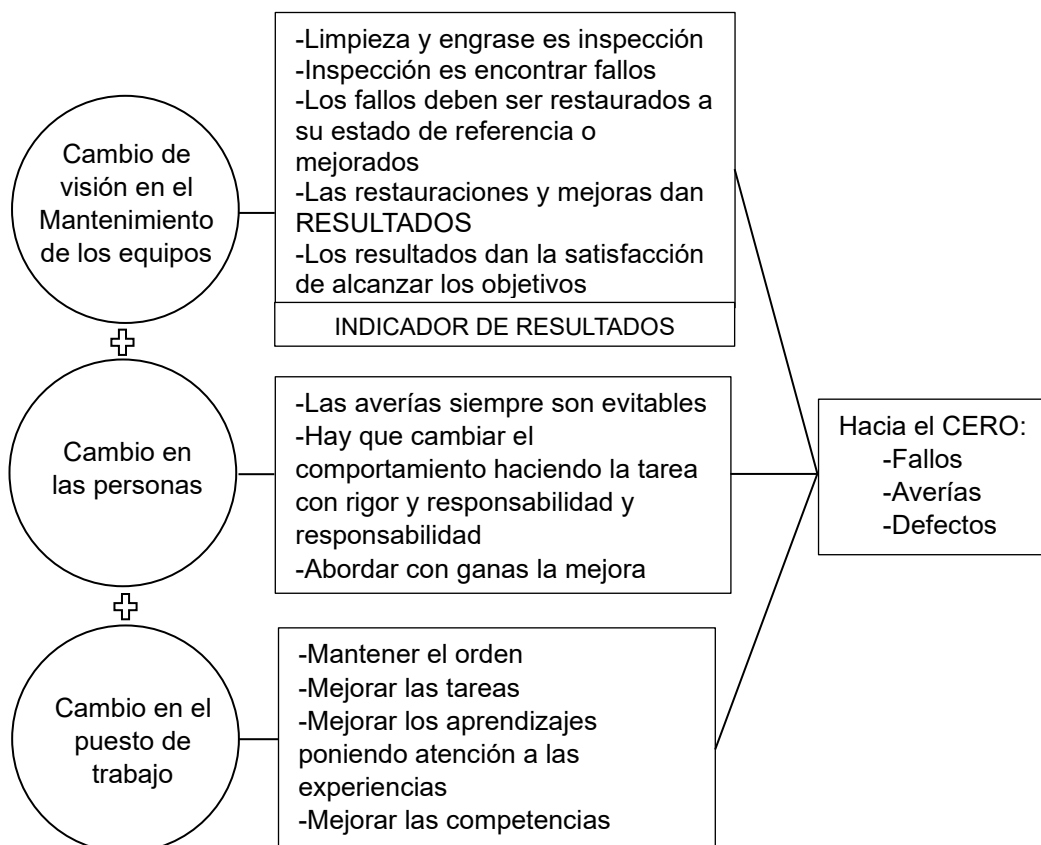 Cambio de
visión en el
Mantenimiento
de los equipos
-Limpieza y engrase es inspección
-Inspección es encontrar fallos
-Los fallos deben ser restaurados a
su estado de referencia o
mejorados
-Las restauraciones y mejoras dan
RESULTADOS
-Los resultados dan la satisfacción
de alcanzar los objetivos
INDICADOR DE RESULTADOS
Cambio en
las personas
-Las averías siempre son evitables
-Hay que cambiar el
comportamiento haciendo la tarea
con rigor y responsabilidad y
responsabilidad
-Abordar con ganas la mejora
Cambio en el
puesto de
trabajo
-Mantener el orden
-Mejorar las tareas
-Mejorar los aprendizajes
poniendo atención a las
experiencias
-Mejorar las competencias
Hacia el CERO:
-Fallos
-Averías
-Defectos